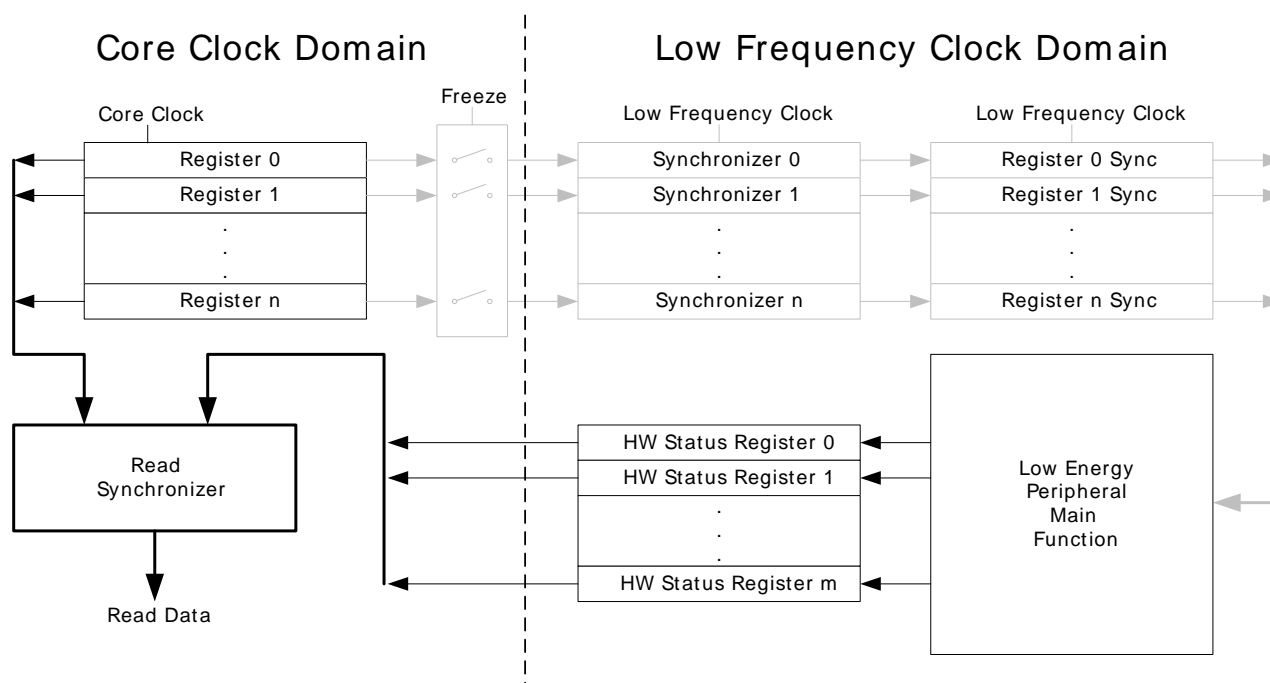 Core Clock Domain
Low Frequency Clock Domain
Freeze
Core Clock
Low Frequency Clock
Low Frequency Clock
Register 0
Synchronizer 0
Register 0 Sync
Register 1
Synchronizer 1
Register 1 Sync
.
.
.
.
.
.
.
.
.
Register n
Synchronizer n
Register n Sync
Read
Synchronizer
Read Data
HW Status Register 0
HW Status Register 1
.
.
.
HW Status Register m
Low Energy
Peripheral
Main
Function